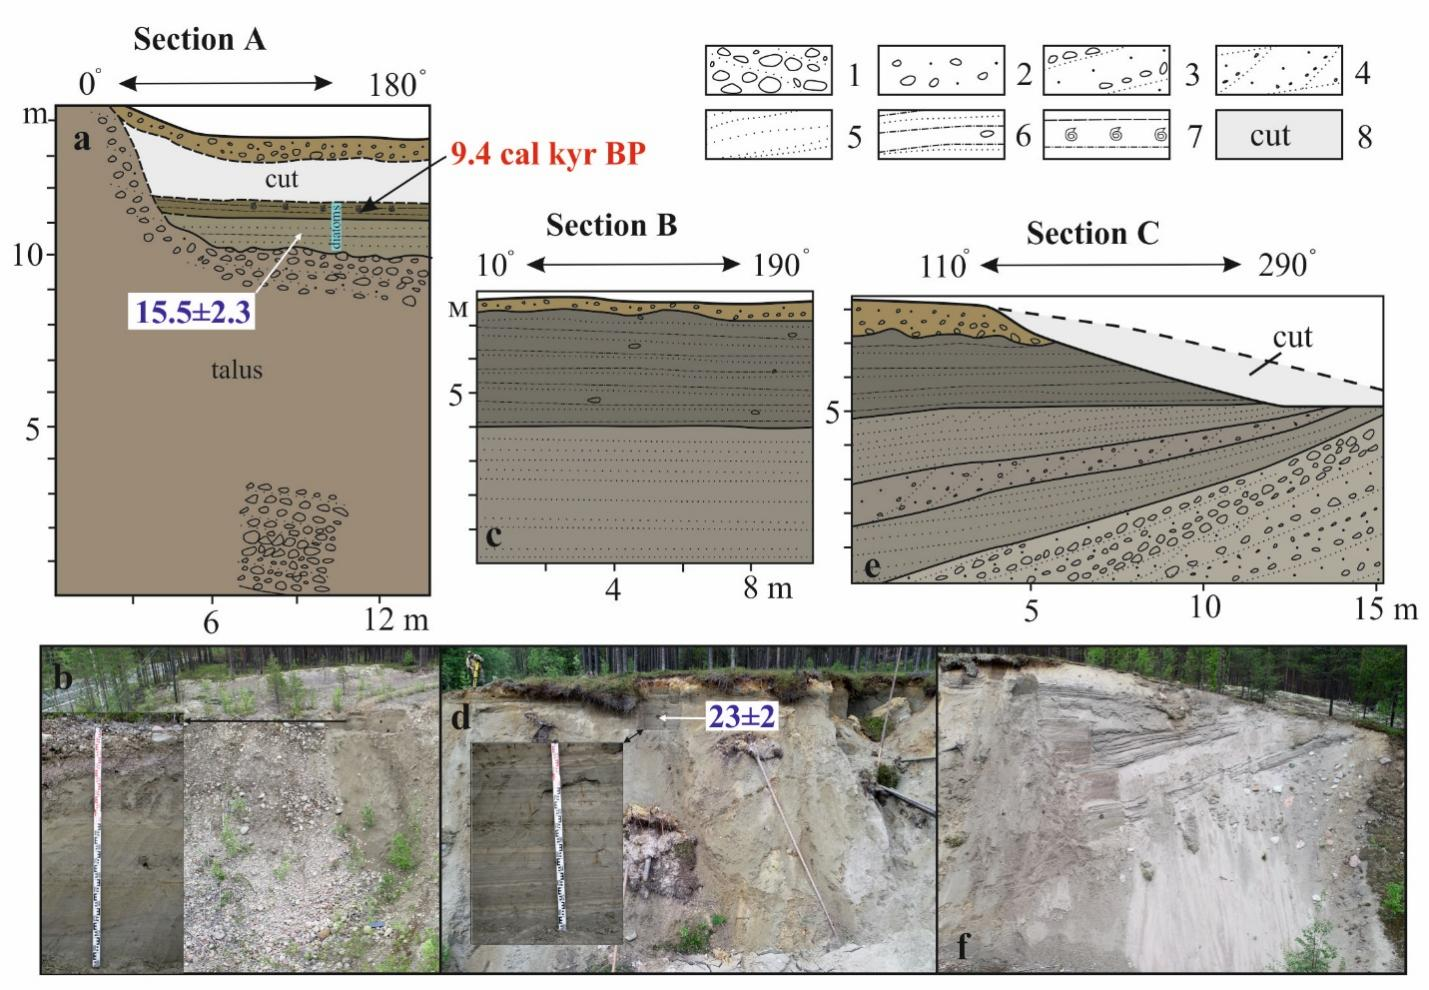 Section A
0° 180°
m
a
9.4 cal kyr BP
cut
diatoms
10
15.5±2.3
talus
5
6 12 m
1 2 3 4
5 6 7 cut 8
Section B
10° 190°
M
5
c
4 8 m
Section C
110° 290°
cut
5
e
5 10 15 m
b
d
23±2
f